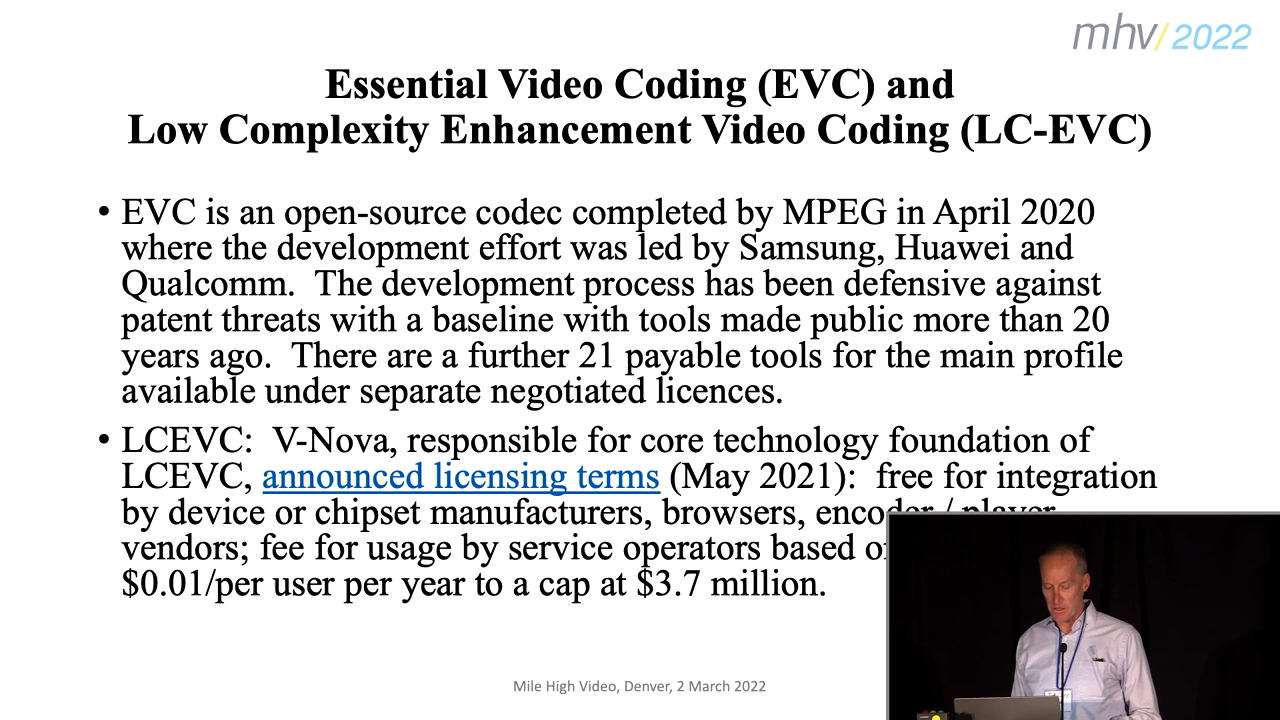 mhv/2022
Essential Video Coding (EVC) and
Low Complexity Enhancement Video Coding (LC-EVC)
• EVC is an open-source codec completed by MPEG in April 2020
where the development effort was led by Samsung, Huawei and
Qualcomm.  The development process has been defensive against
patent threats with a baseline with tools made public more than 20
years ago.  There are a further 21 payable tools for the main profile
available under separate negotiated licences.
• LCEVC:  V-Nova, responsible for core technology foundation of
LCEVC, announced licensing terms (May 2021):  free for integration
by device or chipset manufacturers, browsers, encoder / player
vendors; fee for usage by service operators based
$0.01/per user per year to a cap at $3.7 million.
Mile High Video, Denver, 2 March 2022